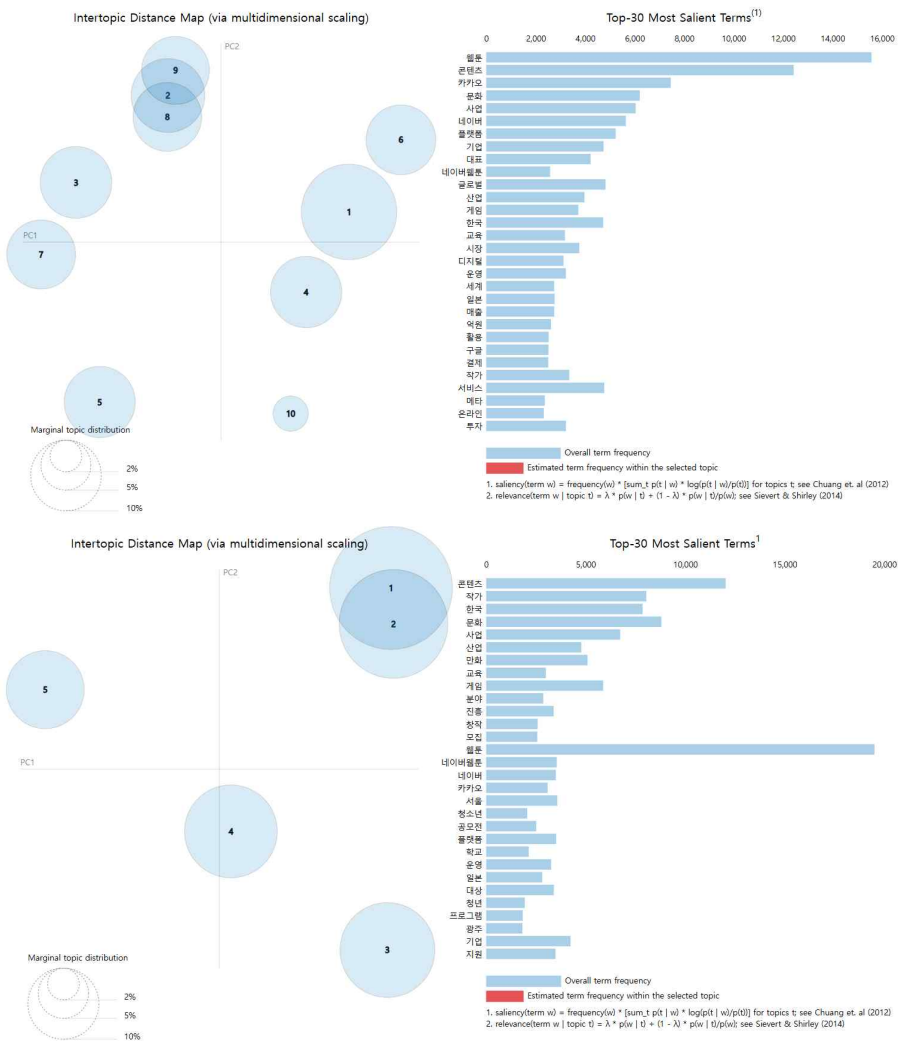 Intertopic Distance Map (via multidimensional scaling)
PC2
9
2
8
6
3
1
PC1
7
4
5
10
Marginal topic distribution
2%
5%
10%
Top-30 Most Salient Terms(1)
0 2,000 4,000 6,000 8,000 10,000 12,000 14,000 16,000
웹툰
콘텐츠
카카오
문화
사업
네이버
플랫폼
기업
대표
네이버웹툰
글로벌
산업
게임
한국
교육
시장
디지털
운영
세계
일본
매출
억원
활용
구글
결제
작가
서비스
메타
온라인
투자
Overall term frequency
Estimated term frequency within the selected topic
1. saliency(term w) = frequency(w) * [sum_t p(t | w) * log(p(t | w)/p(t))] for topics t; see Chuang et. al (2012)
2. relevance(term w | topic t) = λ * p(w | t) + (1 - λ) * p(w | t)/p(w); see Sievert & Shirley (2014)
Intertopic Distance Map (via multidimensional scaling)
PC2
1
2
5
PC1
4
3
Marginal topic distribution
2%
5%
10%
Top-30 Most Salient Terms1
0 5,000 10,000 15,000 20,000
콘텐츠
작가
한국
문화
사업
산업
만화
교육
게임
분야
진흥
창작
모집
웹툰
네이버웹툰
네이버
카카오
서울
청소년
공모전
플랫폼
학교
운영
일본
대상
청년
프로그램
광주
기업
지원
Overall term frequency
Estimated term frequency within the selected topic
1. saliency(term w) = frequency(w) * [sum_t p(t | w) * log(p(t | w)/p(t))] for topics t; see Chuang et. al (2012)
2. relevance(term w | topic t) = λ * p(w | t) + (1 - λ) * p(w | t)/p(w); see Sievert & Shirley (2014)